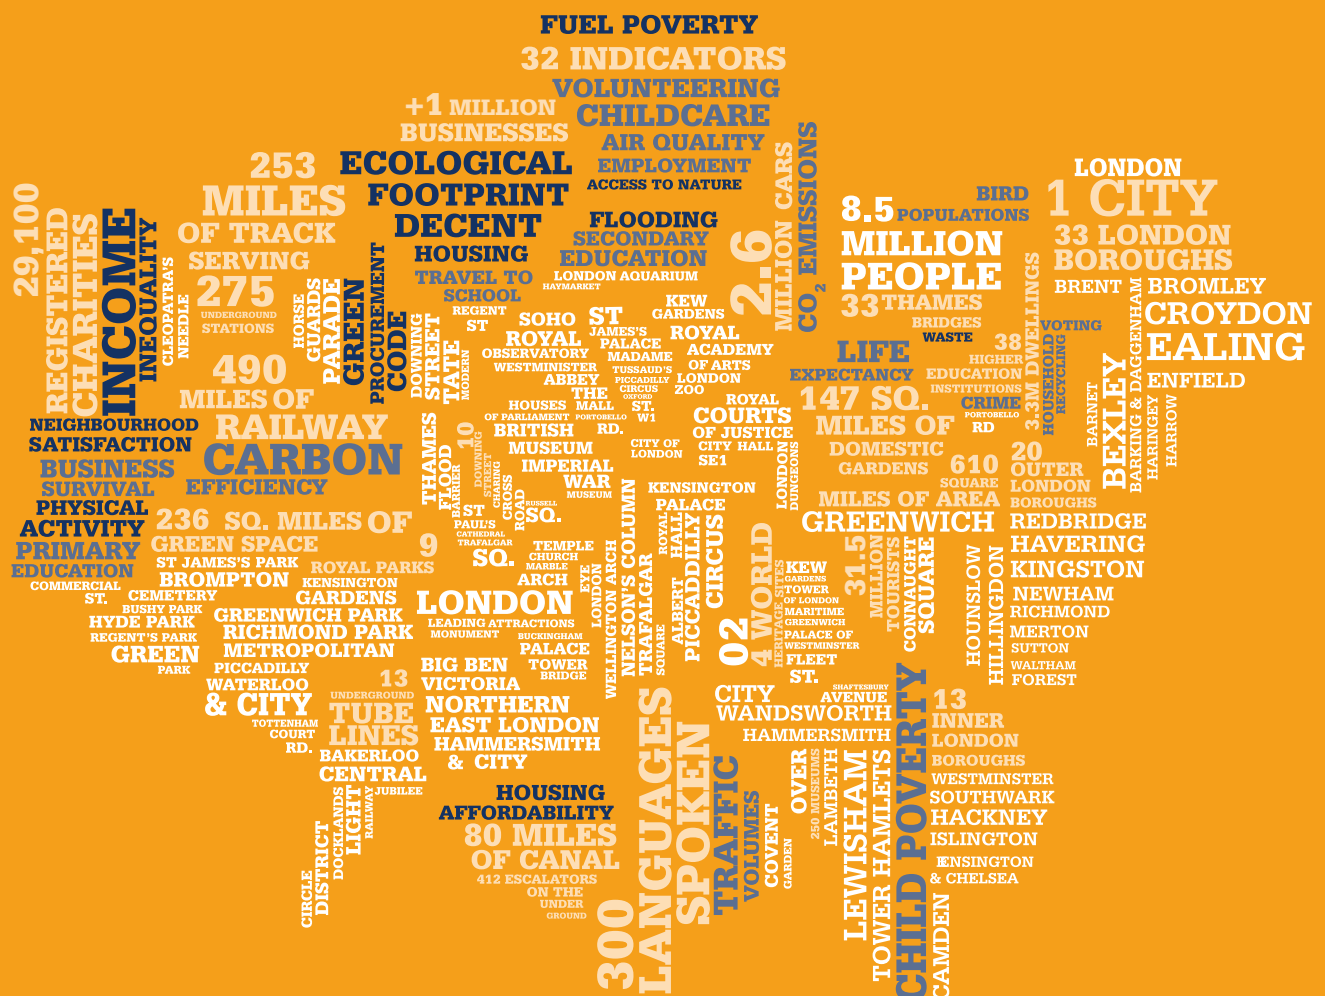 FUEL POVERTY
32 INDICATORS
VOLUNTEERING
CHILDCARE
AIR QUALITY
EMPLOYMENT
ACCESS TO NATURE
+1 MILLION
BUSINESSES
ECOLOGICAL
FOOTPRINT
DECENT
HOUSING
TRAVEL TO
SCHOOL
FLOODING
SECONDARY
EDUCATION
LONDON AQUARIUM
HAYMARKET
2.6
MILLION CARS
CO2 EMISSIONS
253
MILES
OF TRACK
SERVING
275
UNDERGROUND
STATIONS
29,100
REGISTERED
CHARITIES
INCOME
INEQUALITY
CLEOPATRA'S
NEEDLE
HORSE
GUARDS
PARADE
GREEN
PROCUREMENT
CODE
490
MILES OF
RAILWAY
CARBON
EFFICIENCY
NEIGHBOURHOOD
SATISFACTION
BUSINESS
SURVIVAL
PHYSICAL
ACTIVITY
PRIMARY
EDUCATION
236 SQ. MILES OF
GREEN SPACE
9
ROYAL PARKS
ST JAMES'S PARK
BROMPTON
CEMETERY
COMMERCIAL
ST.
BUSHY PARK
HYDE PARK
REGENT'S PARK
GREEN
PARK
KENSINGTON
GARDENS
GREENWICH PARK
RICHMOND PARK
METROPOLITAN
PICCADILLY
WATERLOO
& CITY
TOTTENHAM
COURT
RD.
13
UNDERGROUND
TUBE
LINES
BAKERLOO
CENTRAL
JUBILEE
CIRCLE
DISTRICT
DOCKLANDS
LIGHT
RAILWAY
BIG BEN
VICTORIA
NORTHERN
EAST LONDON
HAMMERSMITH
& CITY
HOUSING
AFFORDABILITY
80 MILES
OF CANAL
412 ESCALATORS
ON THE
UNDER
GROUND
300
LANGUAGES
SPOKEN
TRAFFIC
VOLUMES
COVENT
GARDEN
OVER
250 MUSEUMS
LAMBETH
LEWISHAM
TOWER HAMLETS
CHILD POVERTY
CAMDEN
DOWNING
STREET
TATE
MODERN
REGENT
ST
SOHO
ROYAL
OBSERVATORY
WESTMINISTER
ABBEY
ST
JAMES'S
PALACE
MADAME
TUSSAUD'S
PICCADILLY
CIRCUS
OXFORD
ST.
W1
KEW
GARDENS
ROYAL
ACADEMY
OF ARTS
LONDON
ZOO
THE
MALL
HOUSES
OF PARLIAMENT
PORTOBELLO
RD.
BRITISH
MUSEUM
IMPERIAL
WAR
MUSEUM
CITY OF
LONDON
ROYAL
COURTS
OF JUSTICE
CITY HALL
SE1
LONDON
DUNGEONS
KENSINGTON
PALACE
THAMES
FLOOD
BARRIER
10
DOWNING
STREET
CHARING
CROSS
ROAD
RUSSELL
SQ.
ST
PAUL'S
CATHEDRAL
TRAFALGAR
SQ.
TEMPLE
CHURCH
MARBLE
ARCH
LONDON
LEADING ATTRACTIONS
MONUMENT
BUCKINGHAM
PALACE
TOWER
BRIDGE
EYE
LONDON
WELLINGTON ARCH
NELSON'S COLUMN
TRAFALGAR
SQUARE
ROYAL
HALL
ALBERT
PICCADDILLY
CIRCUS
02
4 WORLD
HERITAGE SITES
KEW
GARDENS
TOWER
OF LONDON
MARITIME
GREENWICH
PALACE OF
WESTMINSTER
FLEET
ST.
SHAFTESBURY
AVENUE
CITY
WANDSWORTH
HAMMERSMITH
8.5
MILLION
PEOPLE
BIRD
POPULATIONS
33 THAMES
BRIDGES
WASTE
LIFE
EXPECTANCY
38
HIGHER
EDUCATION
INSTITUTIONS
CRIME
PORTOBELLO
RD
147 SQ.
MILES OF
DOMESTIC
GARDENS
610
SQUARE
MILES OF AREA
3.3M DWELLINGS
VOTING
HOUSEHOLD
RECYCLING
LONDON
1 CITY
33 LONDON
BOROUGHS
BRENT
BROMLEY
CROYDON
EALING
ENFIELD
BARNET
BEXLEY
BARKING & DAGGENHAM
HARINGEY
HARROW
20
OUTER
LONDON
BOROUGHS
GREENWICH
REDBRIDGE
HAVERING
KINGSTON
NEWHAM
RICHMOND
MERTON
SUTTON
WALTHAM
FOREST
31.5
MILLION
TOURISTS
CONNAUGHT
SQUARE
HOUNSLOW
HILLINGDON
13
INNER
LONDON
BOROUGHS
WESTMINSTER
SOUTHWARK
HACKNEY
ISLINGTON
KENSINGTON
& CHELSEA